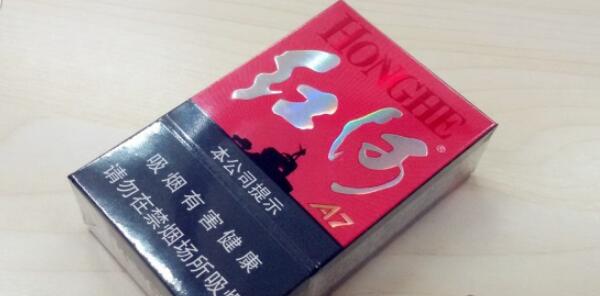 HONGHE
红河®
A7
本公司提示
吸烟有害健康
请勿在禁烟场所吸烟